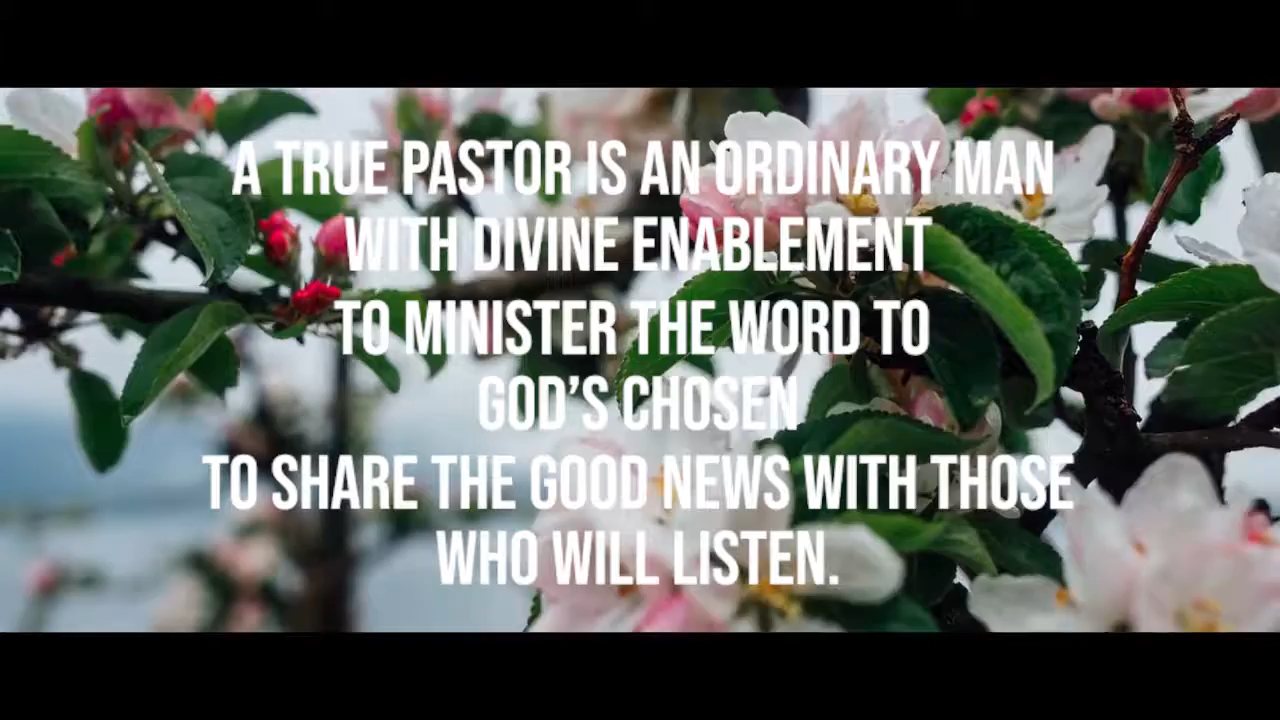 A TRUE PASTOR IS AN ORDINARY MAN
WITH DIVINE ENABLEMENT
TO MINISTER THE WORD TO
GOD’S CHOSEN
TO SHARE THE GOOD NEWS WITH THOSE
WHO WILL LISTEN.